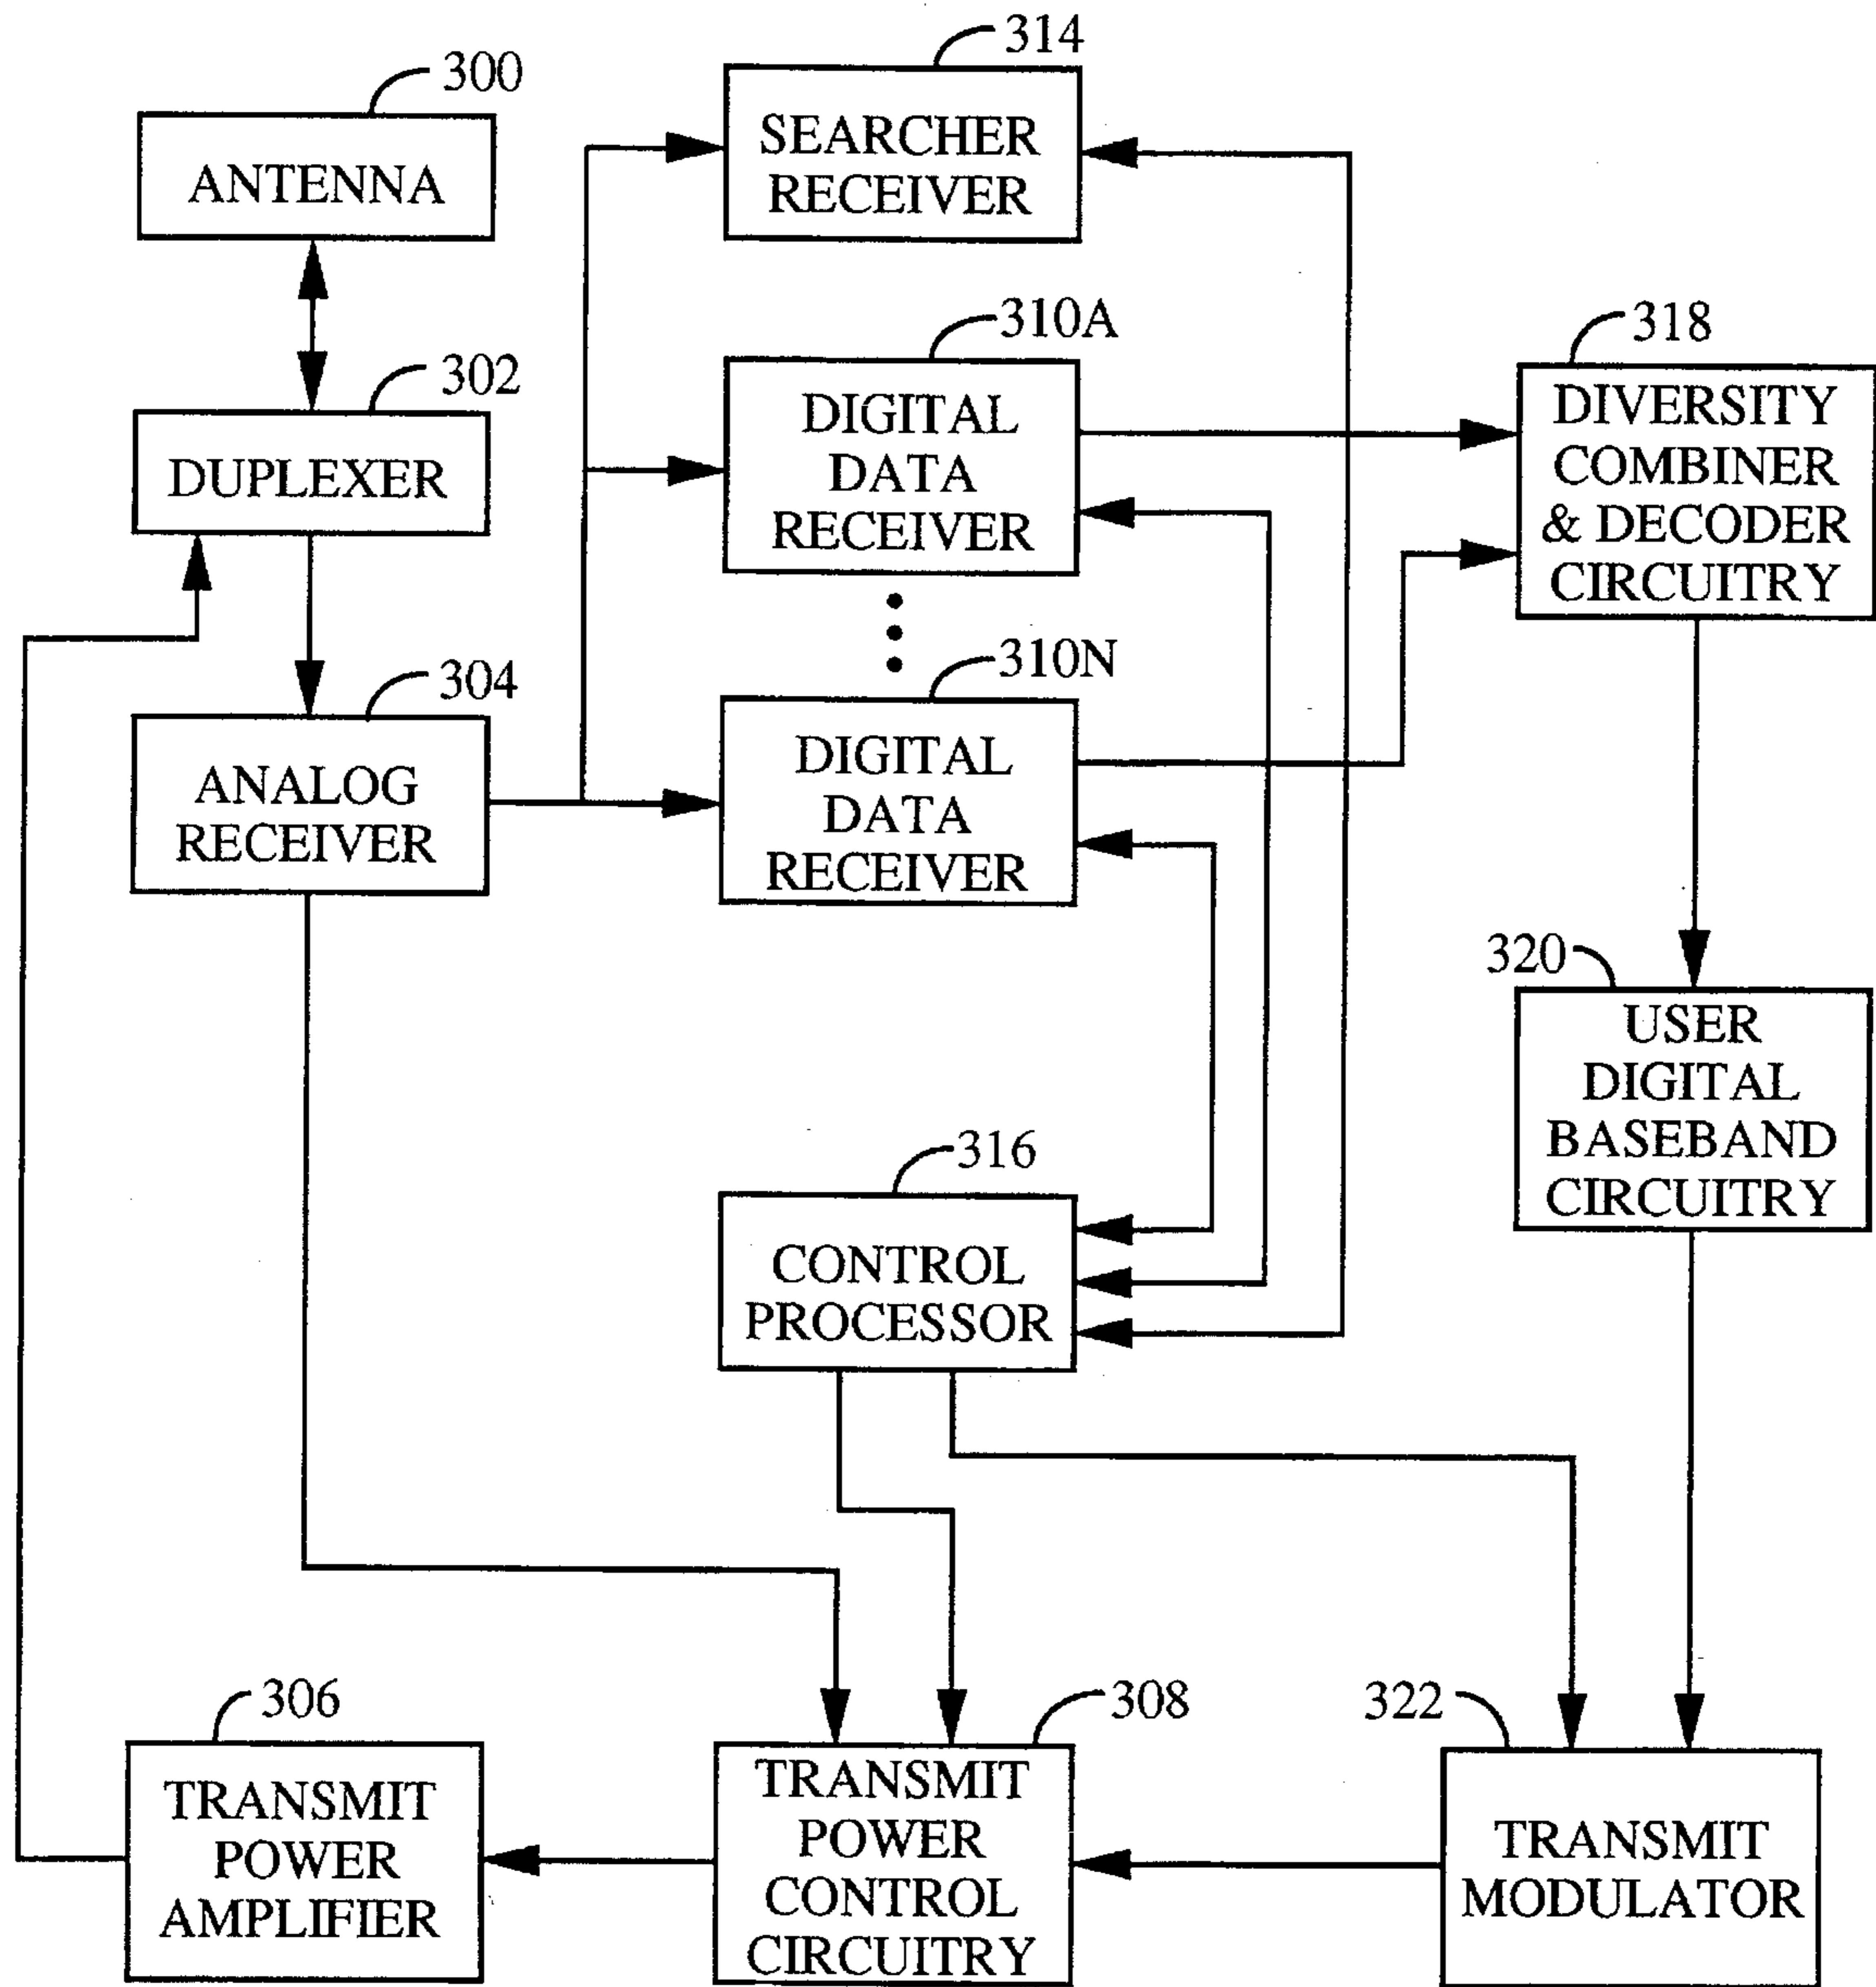 314
300
SEARCHER
RECEIVER
ANTENNA
310A
318
302
DIGITAL
DATA
RECEIVER
DIVERSITY
COMBINER
& DECODER
CIRCUITRY
DUPLEXER
310N
304
DIGITAL
DATA
RECEIVER
ANALOG
RECEIVER
320
USER
DIGITAL
BASEBAND
CIRCUITRY
316
CONTROL
PROCESSOR
306
308
322
TRANSMIT
POWER
AMPLIFIER
TRANSMIT
POWER
CONTROL
CIRCUITRY
TRANSMIT
MODULATOR